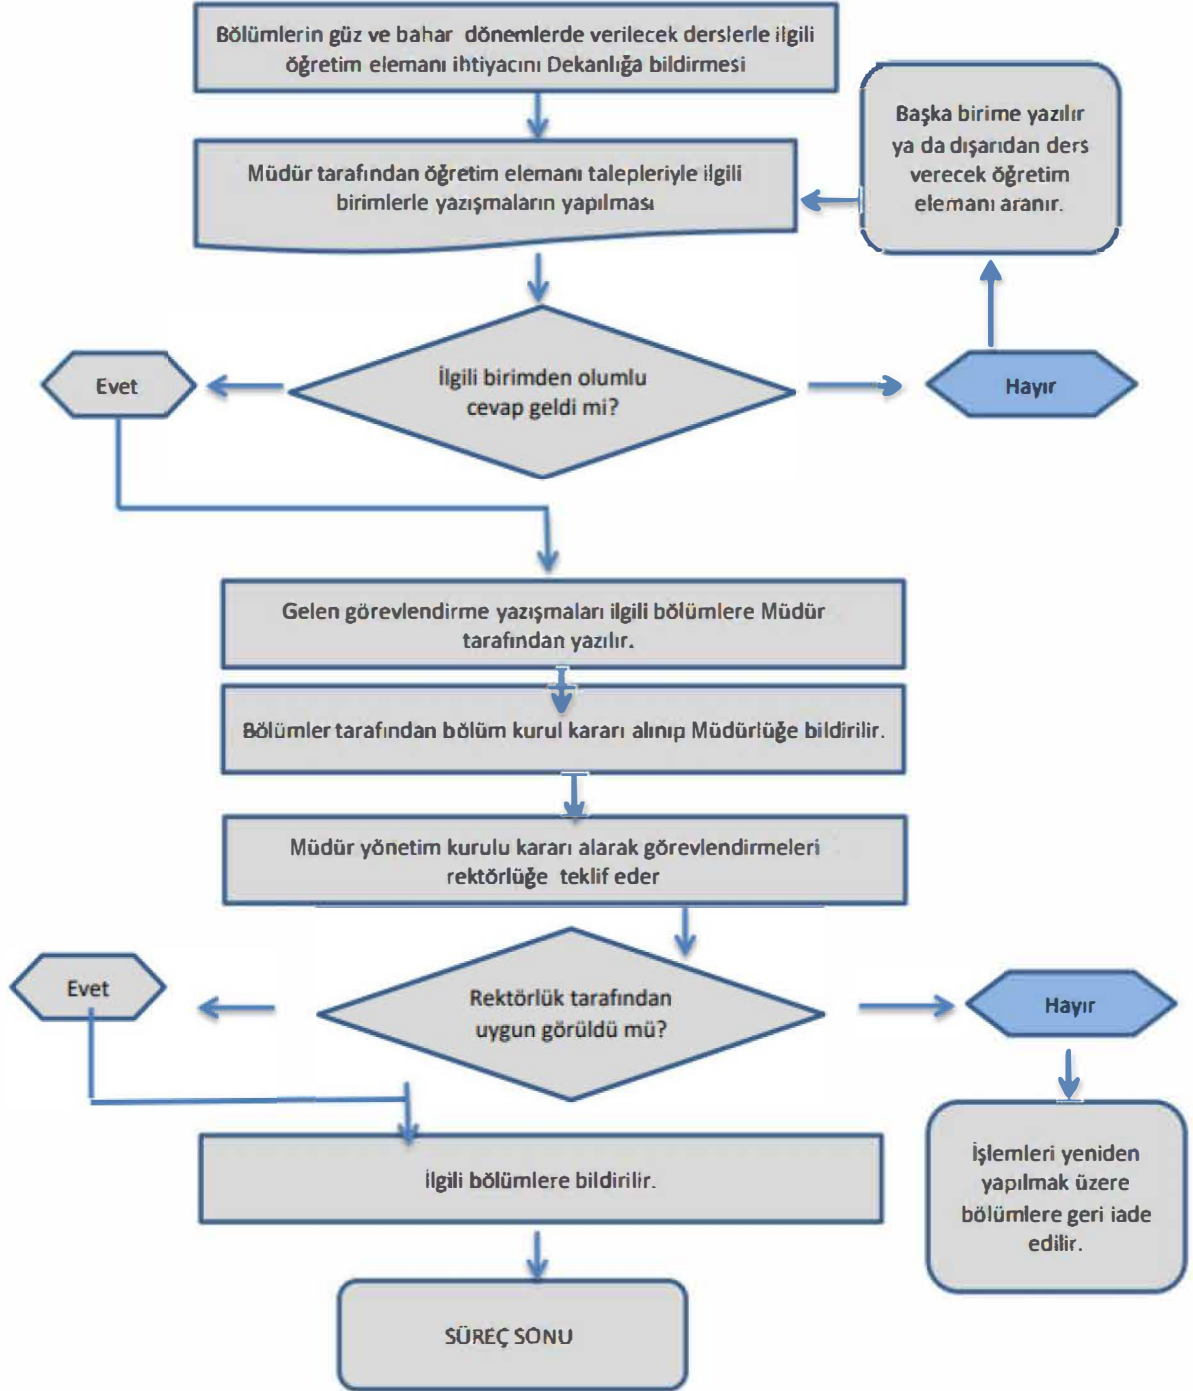 Bölümlerin güz ve bahar dönemlerde verilecek derslerle ilgili
öğretim elemanı ihtiyacını Dekanlığa bildirmesi
Başka birime yazılır
ya da dışarıdan ders
verecek öğretim
elemanı aranır.
Müdür tarafından öğretim elemanı talepleriyle ilgili
birimlerle yazışmaların yapılması
İlgili birimden olumlu
cevap geldi mi?
Evet
Hayır
Gelen görevlendirme yazışmaları ilgili bölümlere Müdür
tarafından yazılır.
Bölümler tarafından bölüm kurul kararı alınıp Müdürlüğe bildirilir.
Müdür yönetim kurulu kararı alarak görevlendirmeleri
rektörlüğe teklif eder
Evet
Rektörlük tarafından
uygun görüldü mü?
Hayır
İlgili bölümlere bildirilir.
İşlemleri yeniden
yapılmak üzere
bölümlere geri iade
edilir.
SÜREÇ SONU